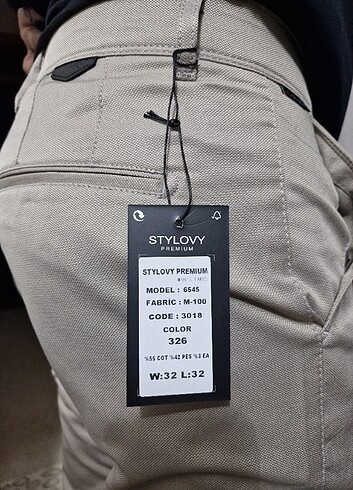 STYLOVY
PREMIUM
STYLOVY PREMIUM
MODEL : 6545
FABRİC : M-100
CODE : 3018
COLOR
326
%55 COT %42 PES %3 EA
W:32 L:32